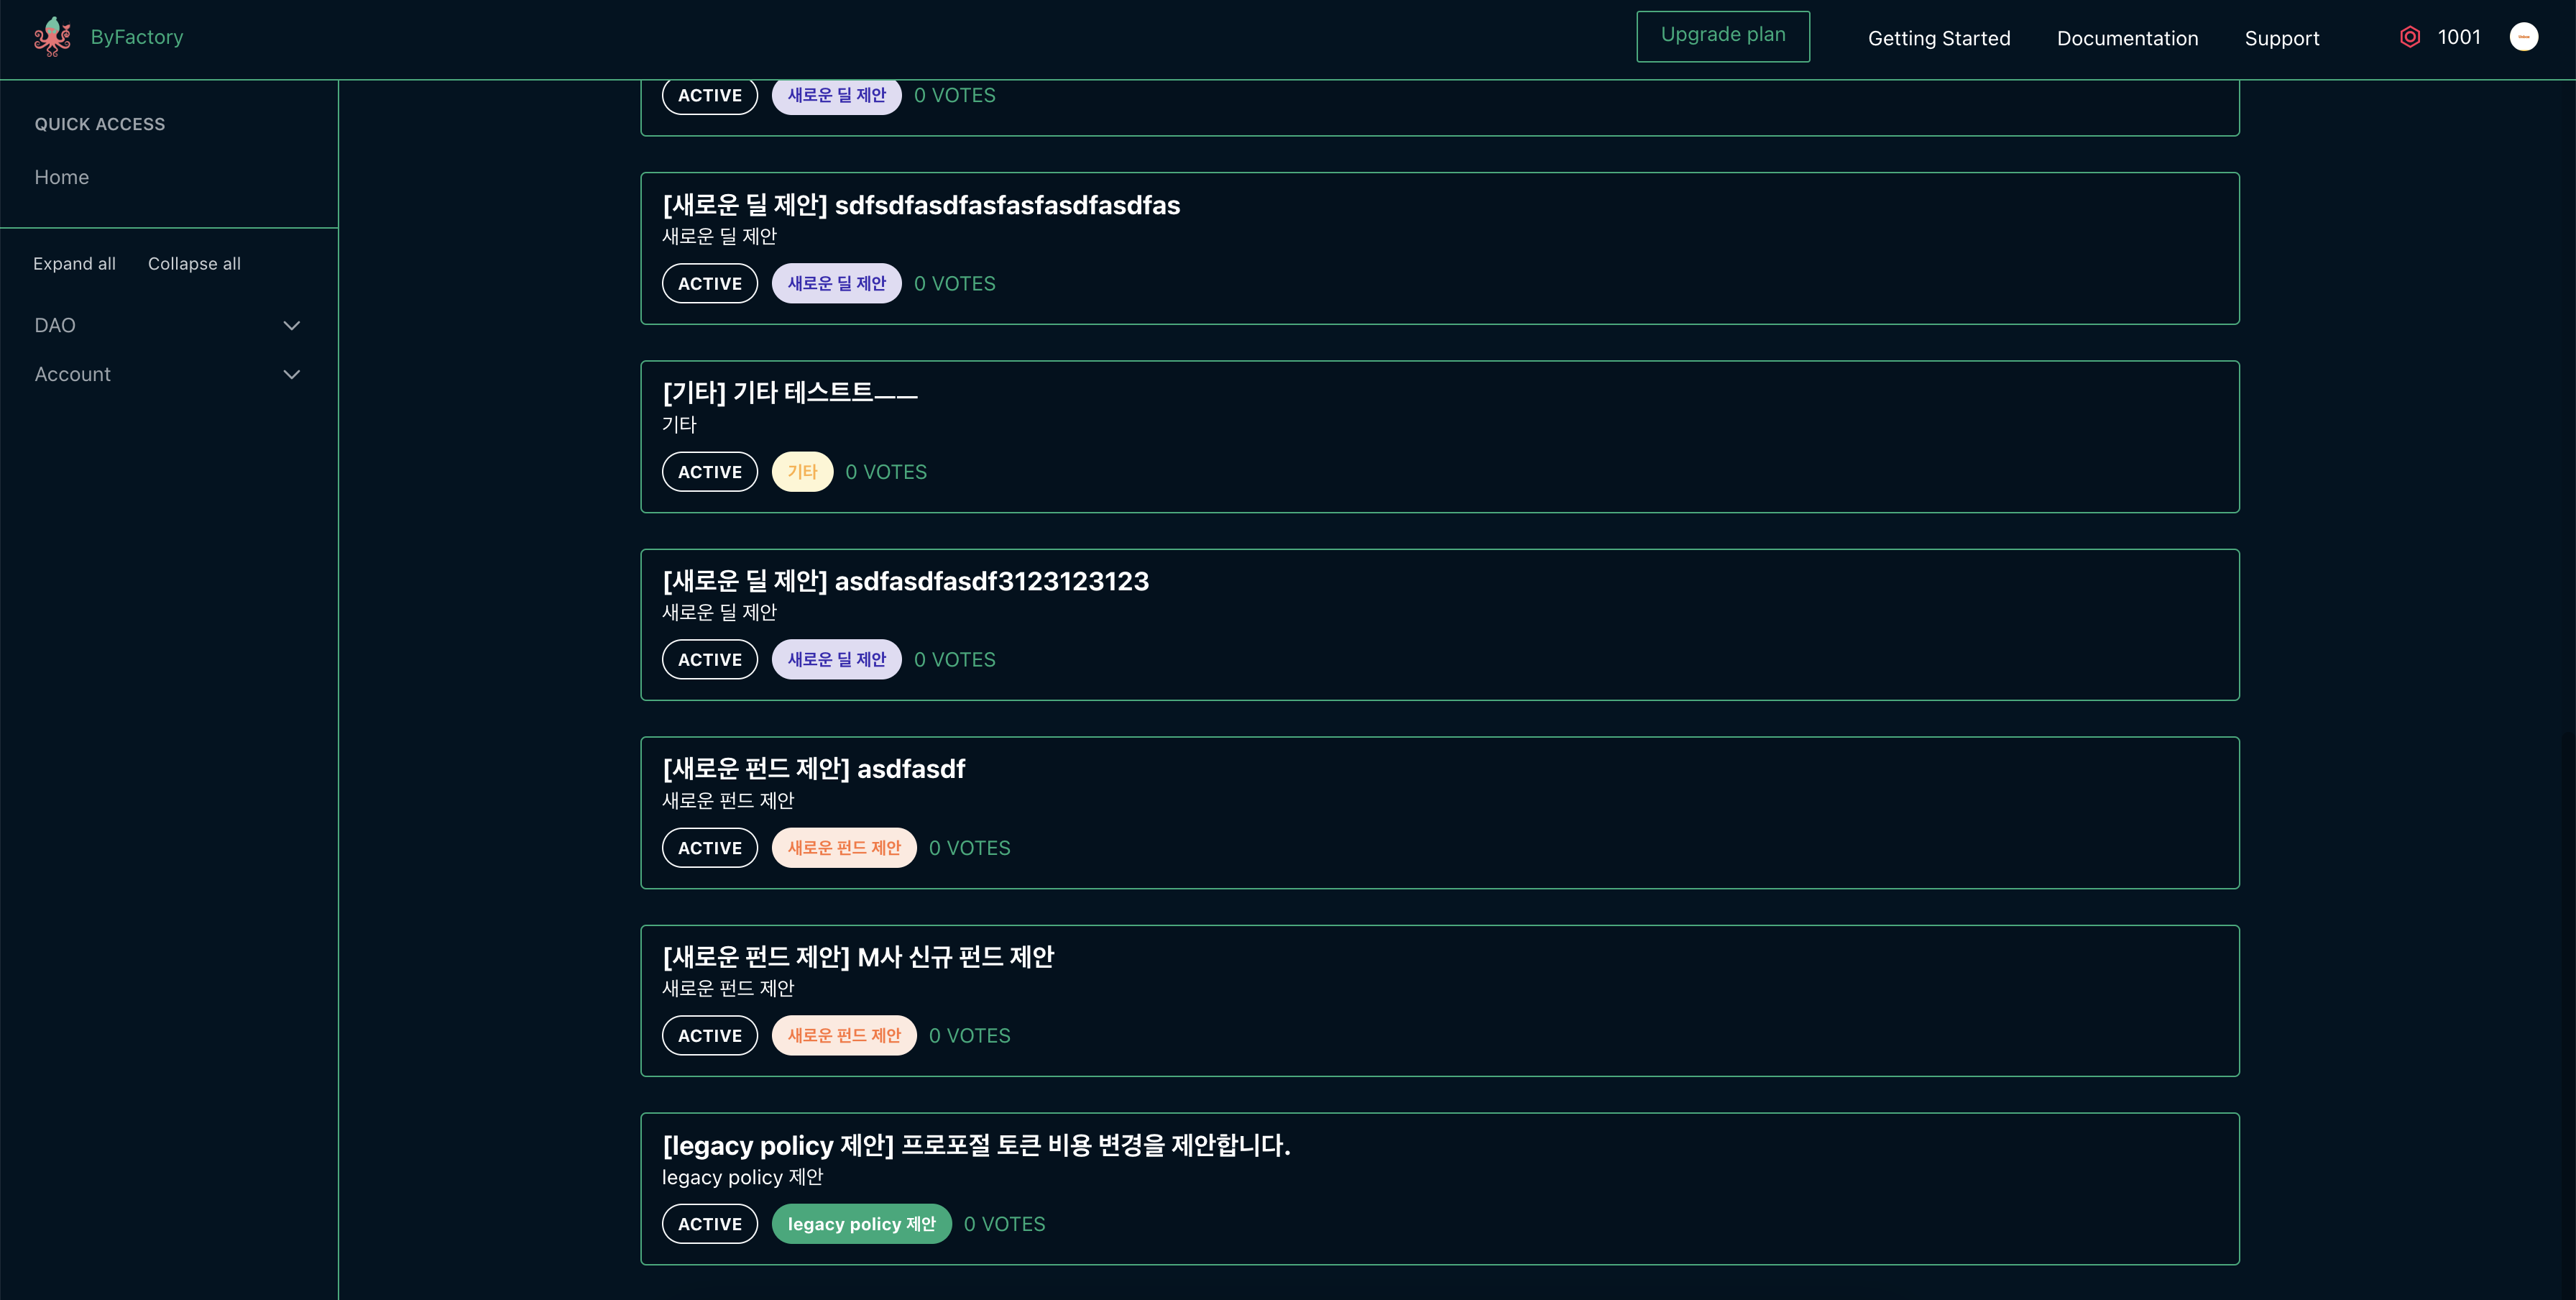 ByFactory
Upgrade plan
Getting Started
Documentation
Support
1001
QUICK ACCESS
Home
Expand all
Collapse all
DAO
Account
ACTIVE 새로운 딜 제안 0 VOTES
[새로운 딜 제안] sdfsdfasdfasfasfasdfasdfas
새로운 딜 제안
ACTIVE 새로운 딜 제안 0 VOTES
[기타] 기타 테스트트ㅡㅡ
기타
ACTIVE 기타 0 VOTES
[새로운 딜 제안] asdfasdfasdf3123123123
새로운 딜 제안
ACTIVE 새로운 딜 제안 0 VOTES
[새로운 펀드 제안] asdfasdf
새로운 펀드 제안
ACTIVE 새로운 펀드 제안 0 VOTES
[새로운 펀드 제안] M사 신규 펀드 제안
새로운 펀드 제안
ACTIVE 새로운 펀드 제안 0 VOTES
[legacy policy 제안] 프로포절 토큰 비용 변경을 제안합니다.
legacy policy 제안
ACTIVE legacy policy 제안 0 VOTES